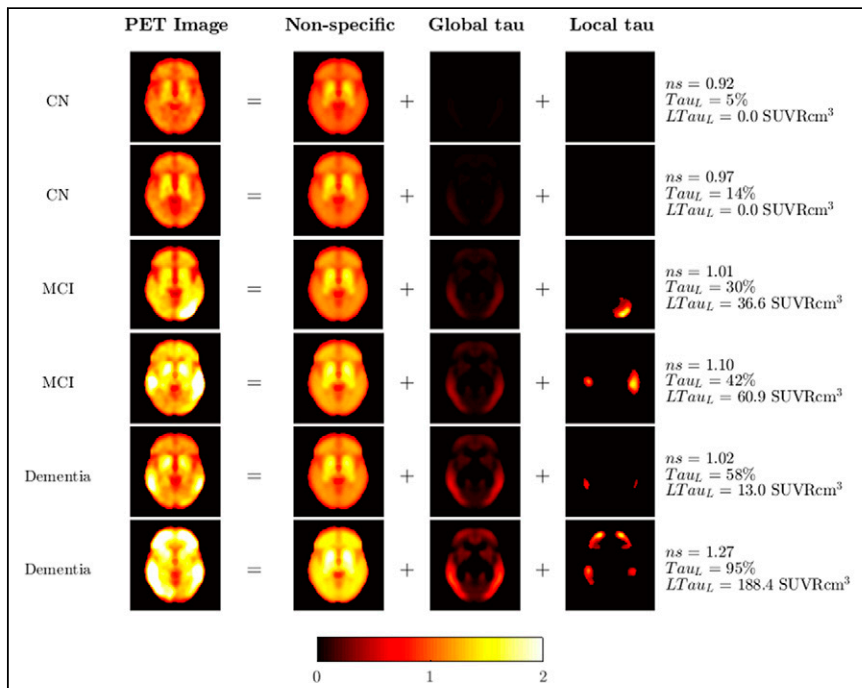 PET Image Non-specific Global tau Local tau
CN = + + ns = 0.92
Tau_L = 5%
LTau_L = 0.0 SUVRcm³
CN = + + ns = 0.97
Tau_L = 14%
LTau_L = 0.0 SUVRcm³
MCI = + + ns = 1.01
Tau_L = 30%
LTau_L = 36.6 SUVRcm³
MCI = + + ns = 1.10
Tau_L = 42%
LTau_L = 60.9 SUVRcm³
Dementia = + + ns = 1.02
Tau_L = 58%
LTau_L = 13.0 SUVRcm³
Dementia = + + ns = 1.27
Tau_L = 95%
LTau_L = 188.4 SUVRcm³
0 1 2